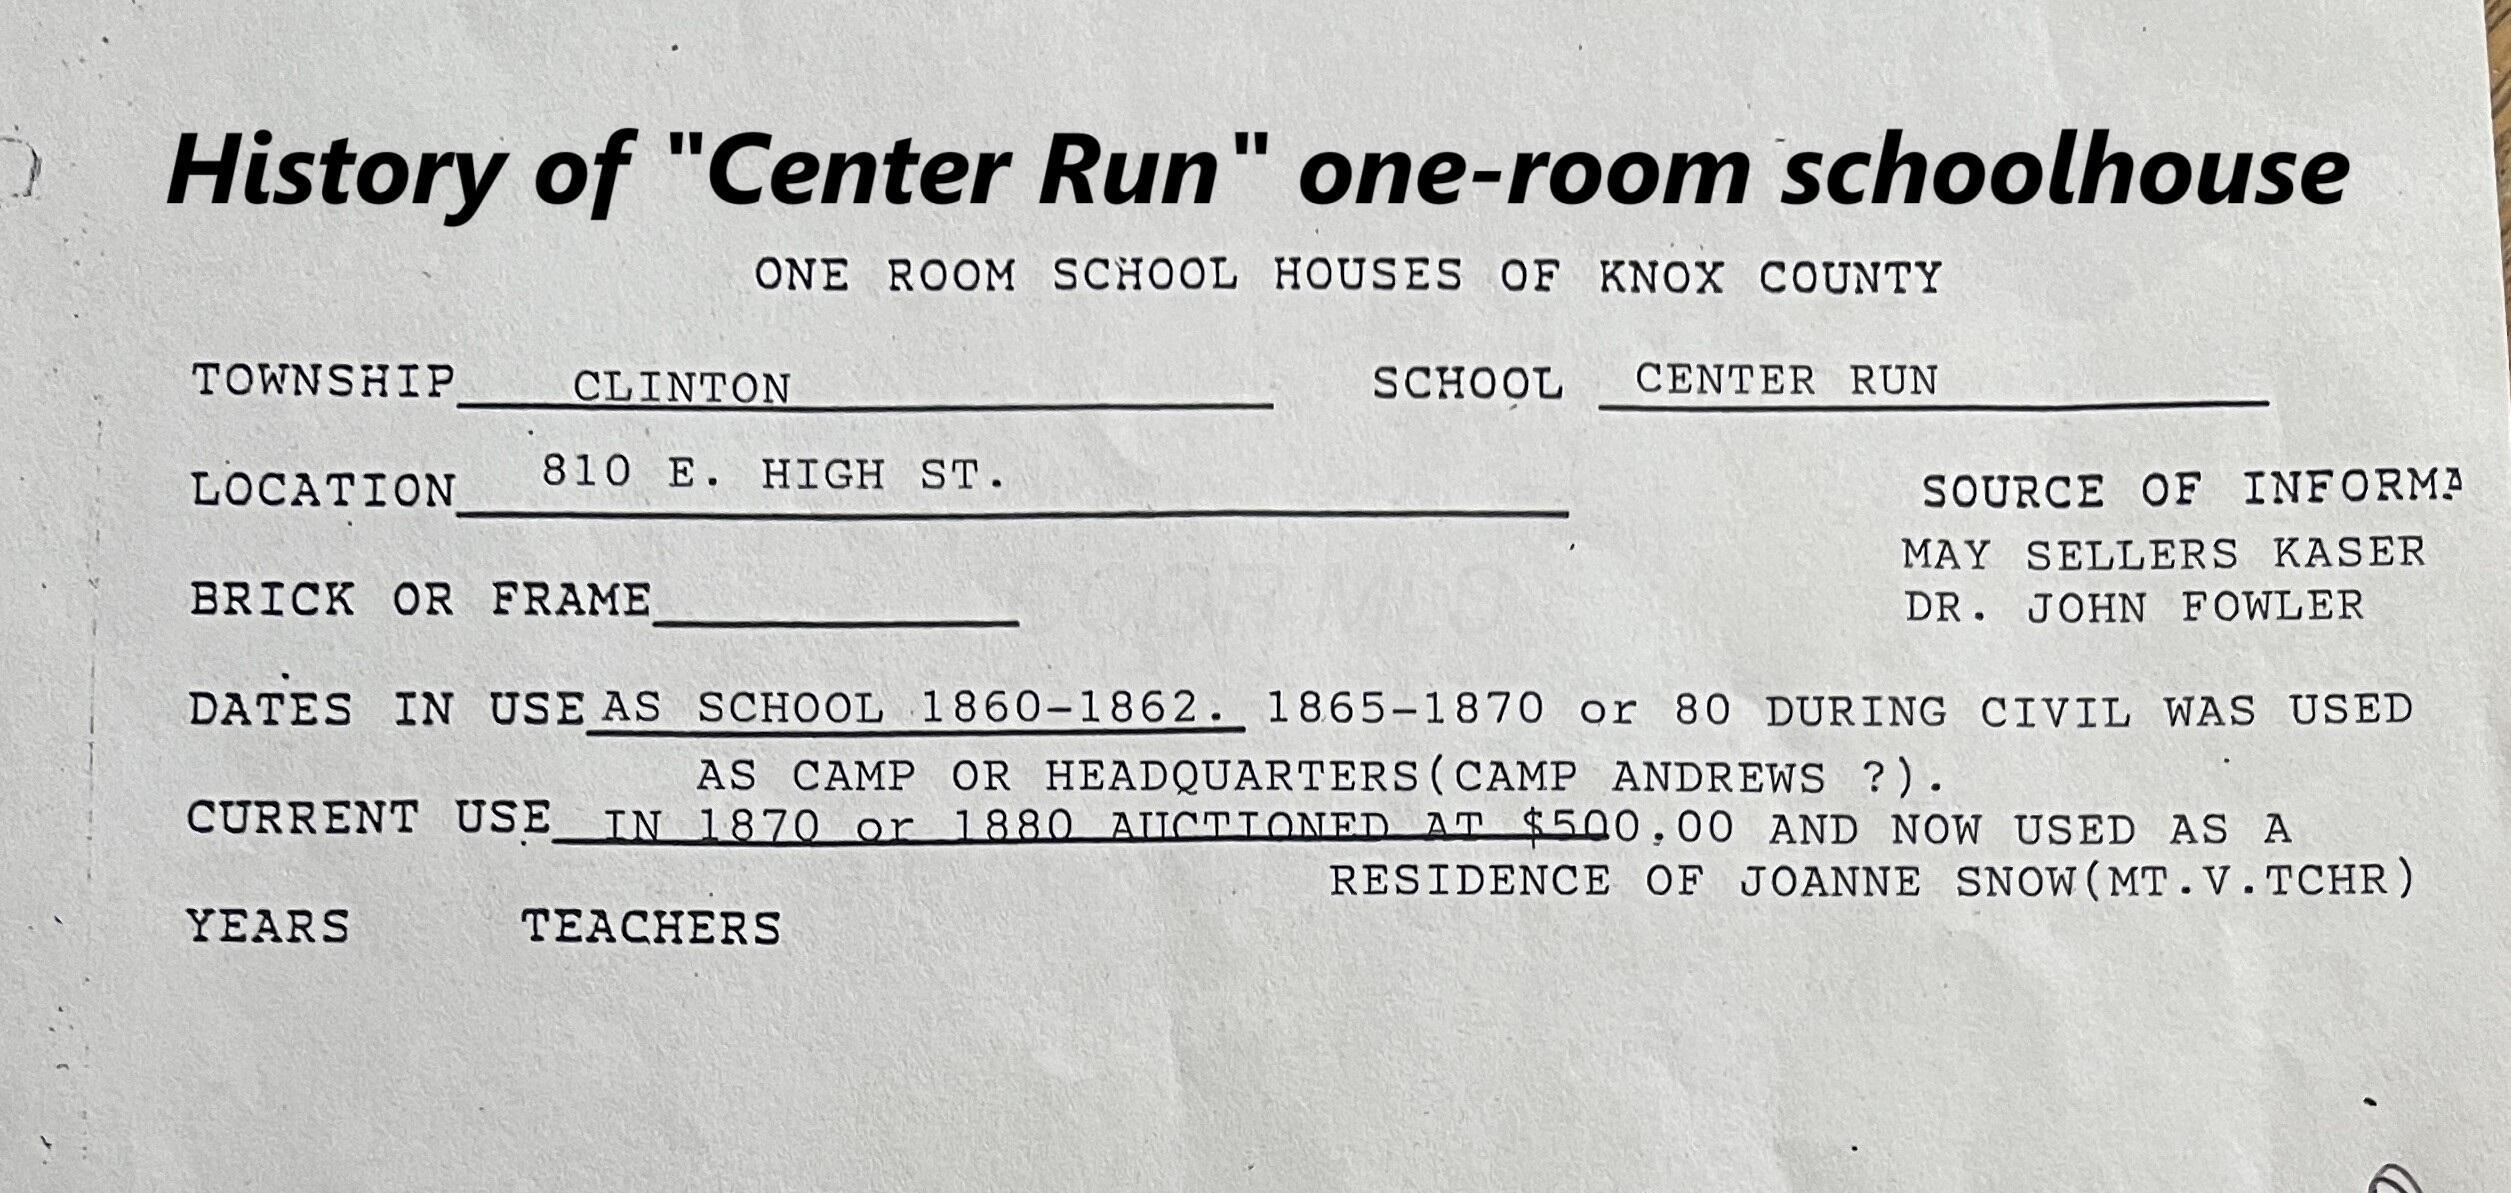 History of "Center Run" one-room schoolhouse
ONE ROOM SCHOOL HOUSES OF KNOX COUNTY
TOWNSHIP CLINTON SCHOOL CENTER RUN
LOCATION 810 E. HIGH ST.
SOURCE OF INFORMA
MAY SELLERS KASER
BRICK OR FRAME
DR. JOHN FOWLER
DATES IN USE AS SCHOOL 1860-1862. 1865-1870 or 80 DURING CIVIL WAS USED
AS CAMP OR HEADQUARTERS(CAMP ANDREWS ?).
CURRENT USE IN 1870 or 1880 AUCTIONED AT $500.00 AND NOW USED AS A
RESIDENCE OF JOANNE SNOW(MT.V.TCHR)
YEARS TEACHERS